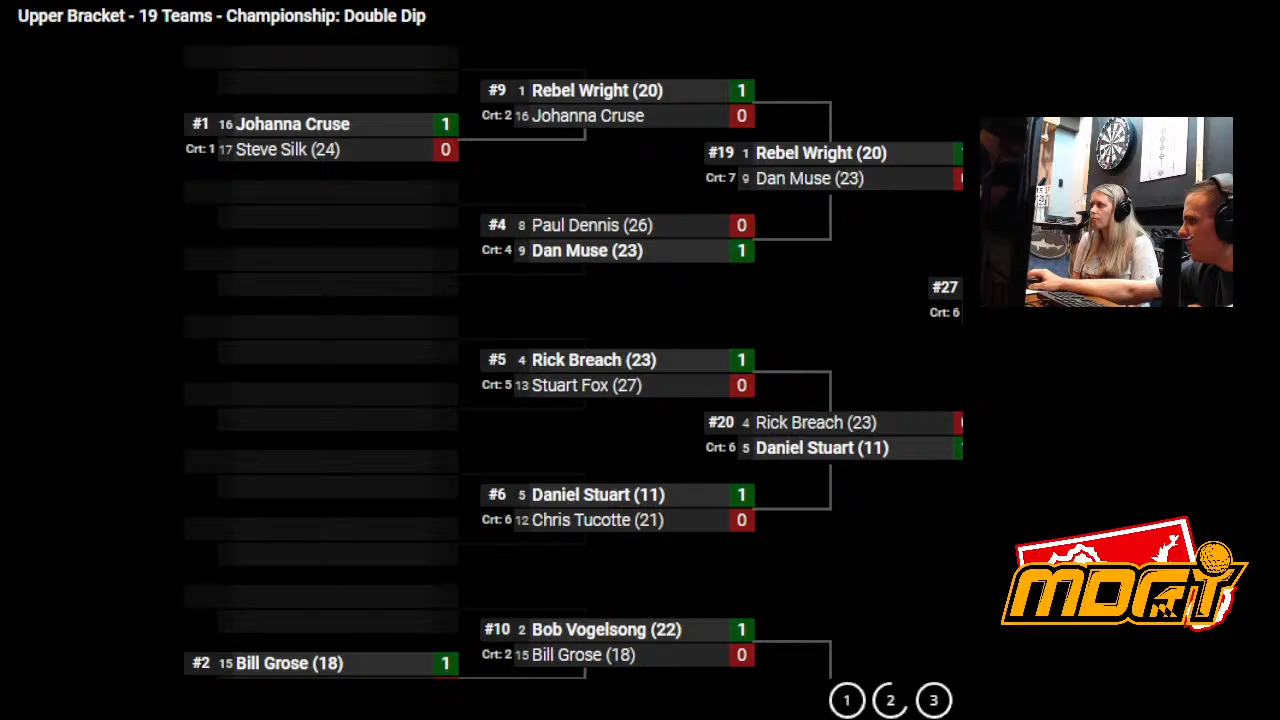 Upper Bracket - 19 Teams - Championship: Double Dip
#9 1 Rebel Wright (20) 1
Crt: 2 16 Johanna Cruse 0
#1 16 Johanna Cruse 1
Crt: 1 17 Steve Silk (24) 0
#19 1 Rebel Wright (20)
Crt: 7 9 Dan Muse (23)
#4 8 Paul Dennis (26) 0
Crt: 4 9 Dan Muse (23) 1
#27
Crt: 6
#5 4 Rick Breach (23) 1
Crt: 5 13 Stuart Fox (27) 0
#20 4 Rick Breach (23)
Crt: 6 5 Daniel Stuart (11)
#6 5 Daniel Stuart (11) 1
Crt: 6 12 Chris Tucotte (21) 0
#10 2 Bob Vogelsong (22) 1
Crt: 2 15 Bill Grose (18) 0
#2 15 Bill Grose (18) 1
MDGT
1 2 3